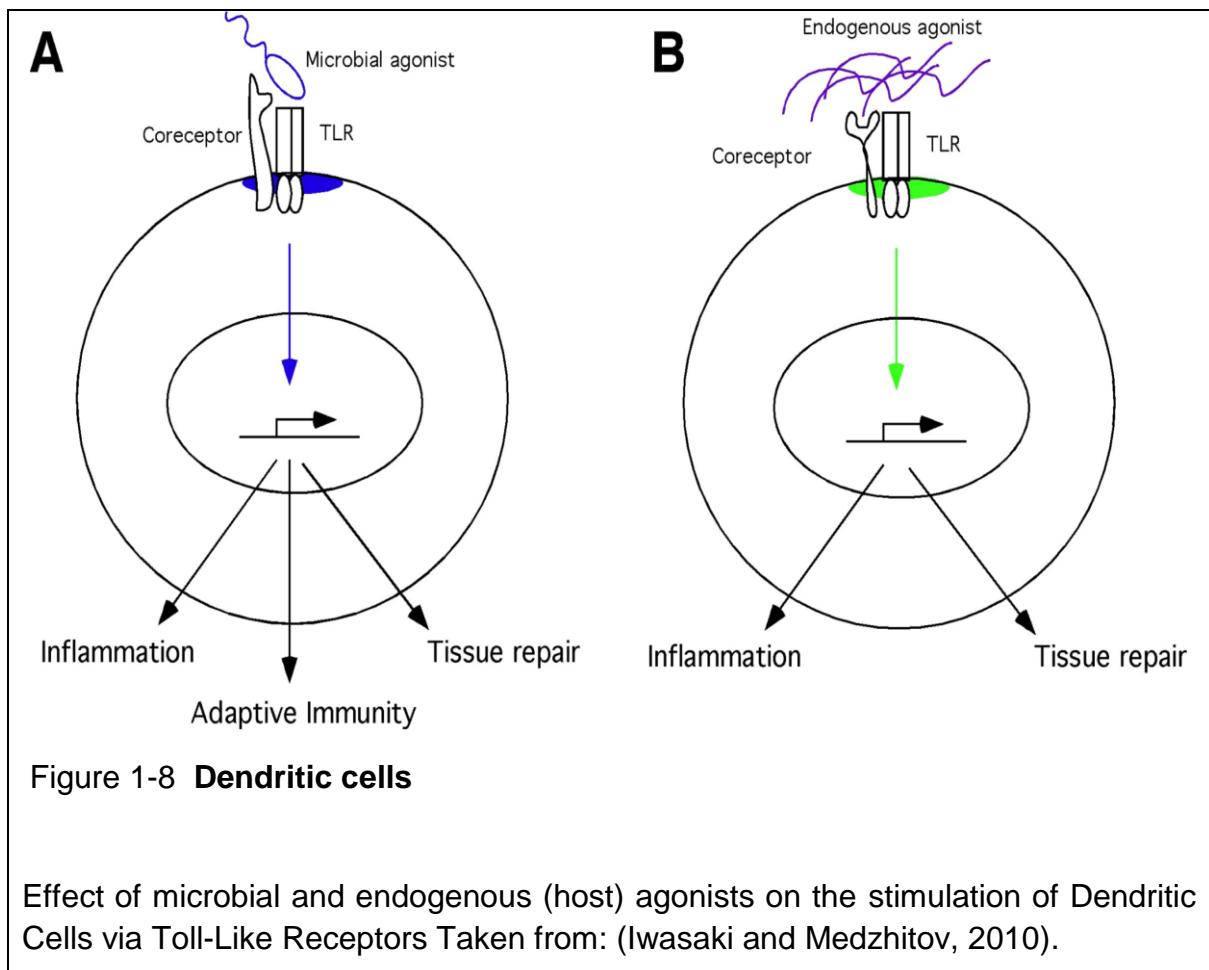 A
Microbial agonist
Coreceptor
TLR
Inflammation
Adaptive Immunity
Tissue repair
B
Endogenous agonist
Coreceptor
TLR
Inflammation
Tissue repair
Figure 1-8 Dendritic cells
Effect of microbial and endogenous (host) agonists on the stimulation of Dendritic
Cells via Toll-Like Receptors Taken from: (Iwasaki and Medzhitov, 2010).